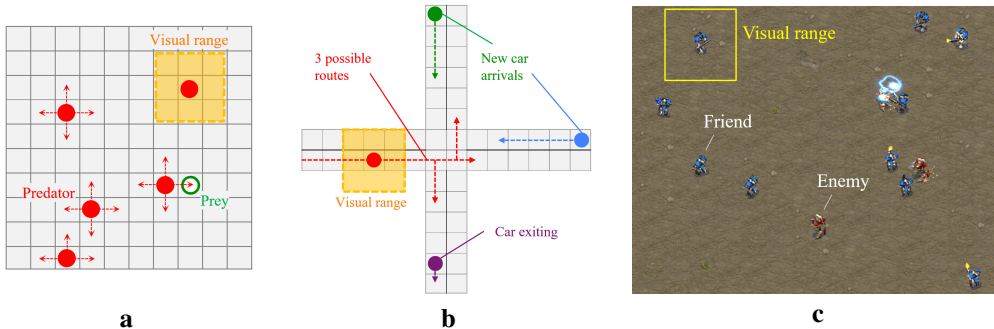 Visual range
Predator
Prey
a
3 possible
routes
New car
arrivals
Visual range
Car exiting
b
Visual range
Friend
Enemy
c